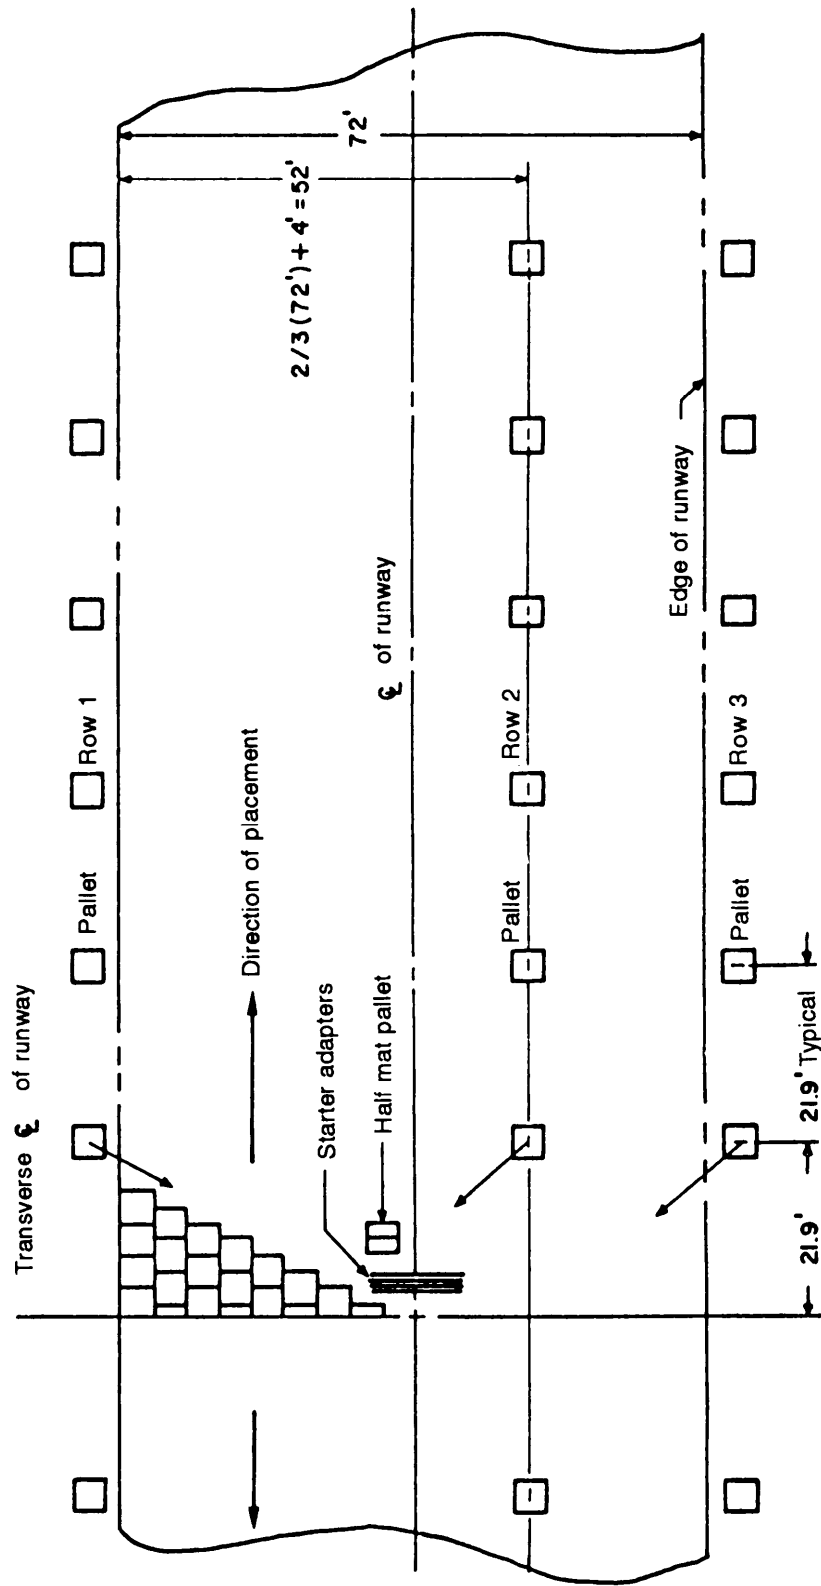 Transverse ℄ of runway
Pallet
Row 1
Direction of placement
72'
2/3(72')+4'=52'
Starter adapters
Half mat pallet
℄ of runway
Pallet
Row 2
Edge of runway
Pallet
Row 3
21.9'
21.9' Typical